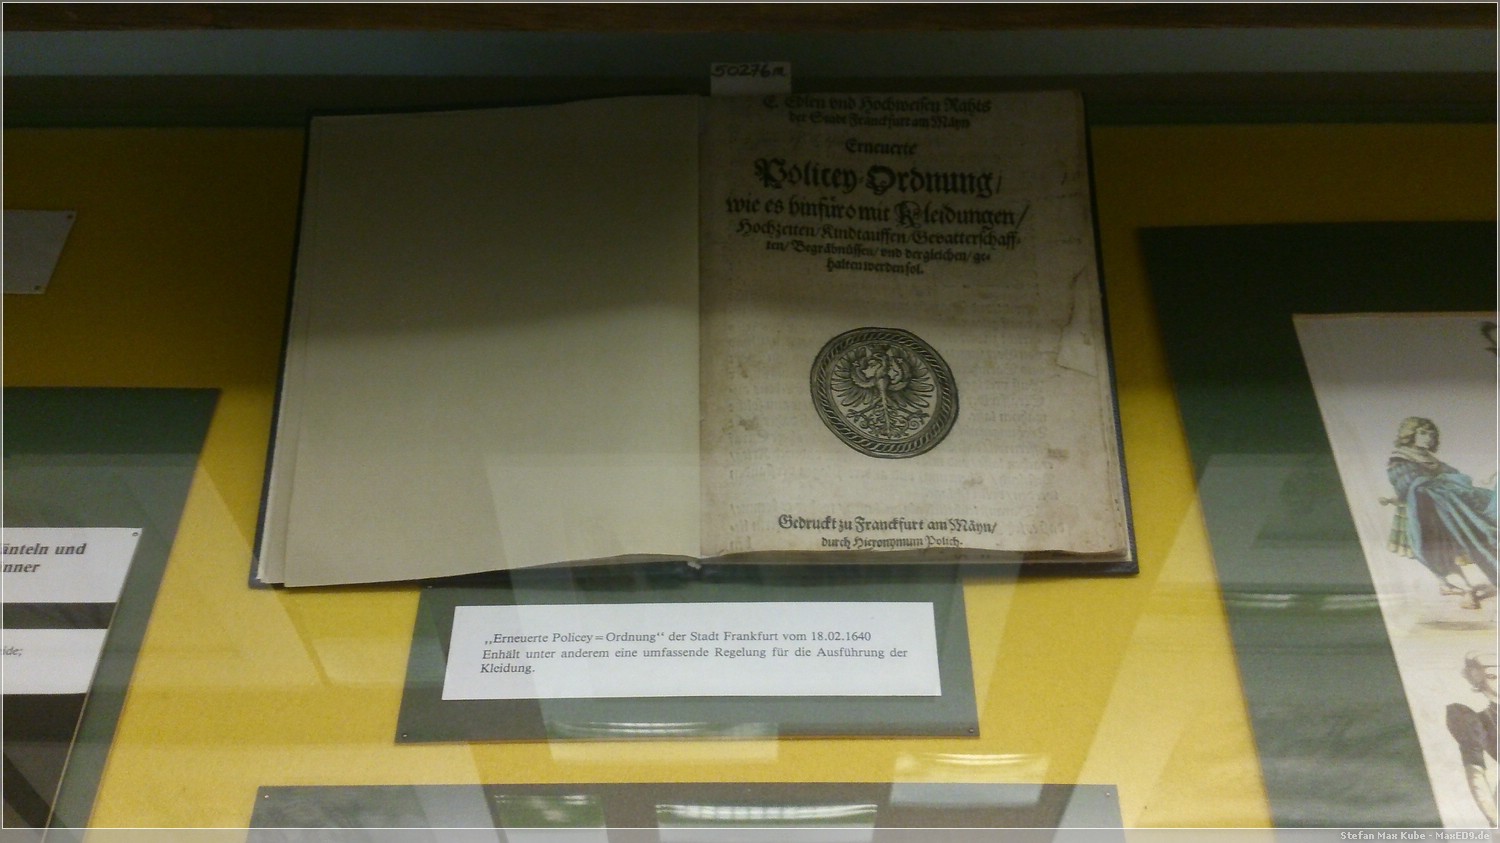 50276m
E. Edlen und Hochweisen Rahts
der Stadt Franckfurt am Mäyn
Erneuerte
Policey-Ordnung/
wie es hinfüro mit Kleidungen/
Hochzeiten/Kindtauffen/Gevatterschaff-
ten/Begräbnüssen/und dergleichen/ge-
halten werden sol.
Gedruckt zu Franckfurt am Mäyn/
durch Hieronymum Polich.
„Erneuerte Policey=Ordnung“ der Stadt Frankfurt vom 18.02.1640
Enhält unter anderem eine umfassende Regelung für die Ausführung der
Kleidung.
änteln und
nner
eide;
Stefan Max Kube - MaxED9.de